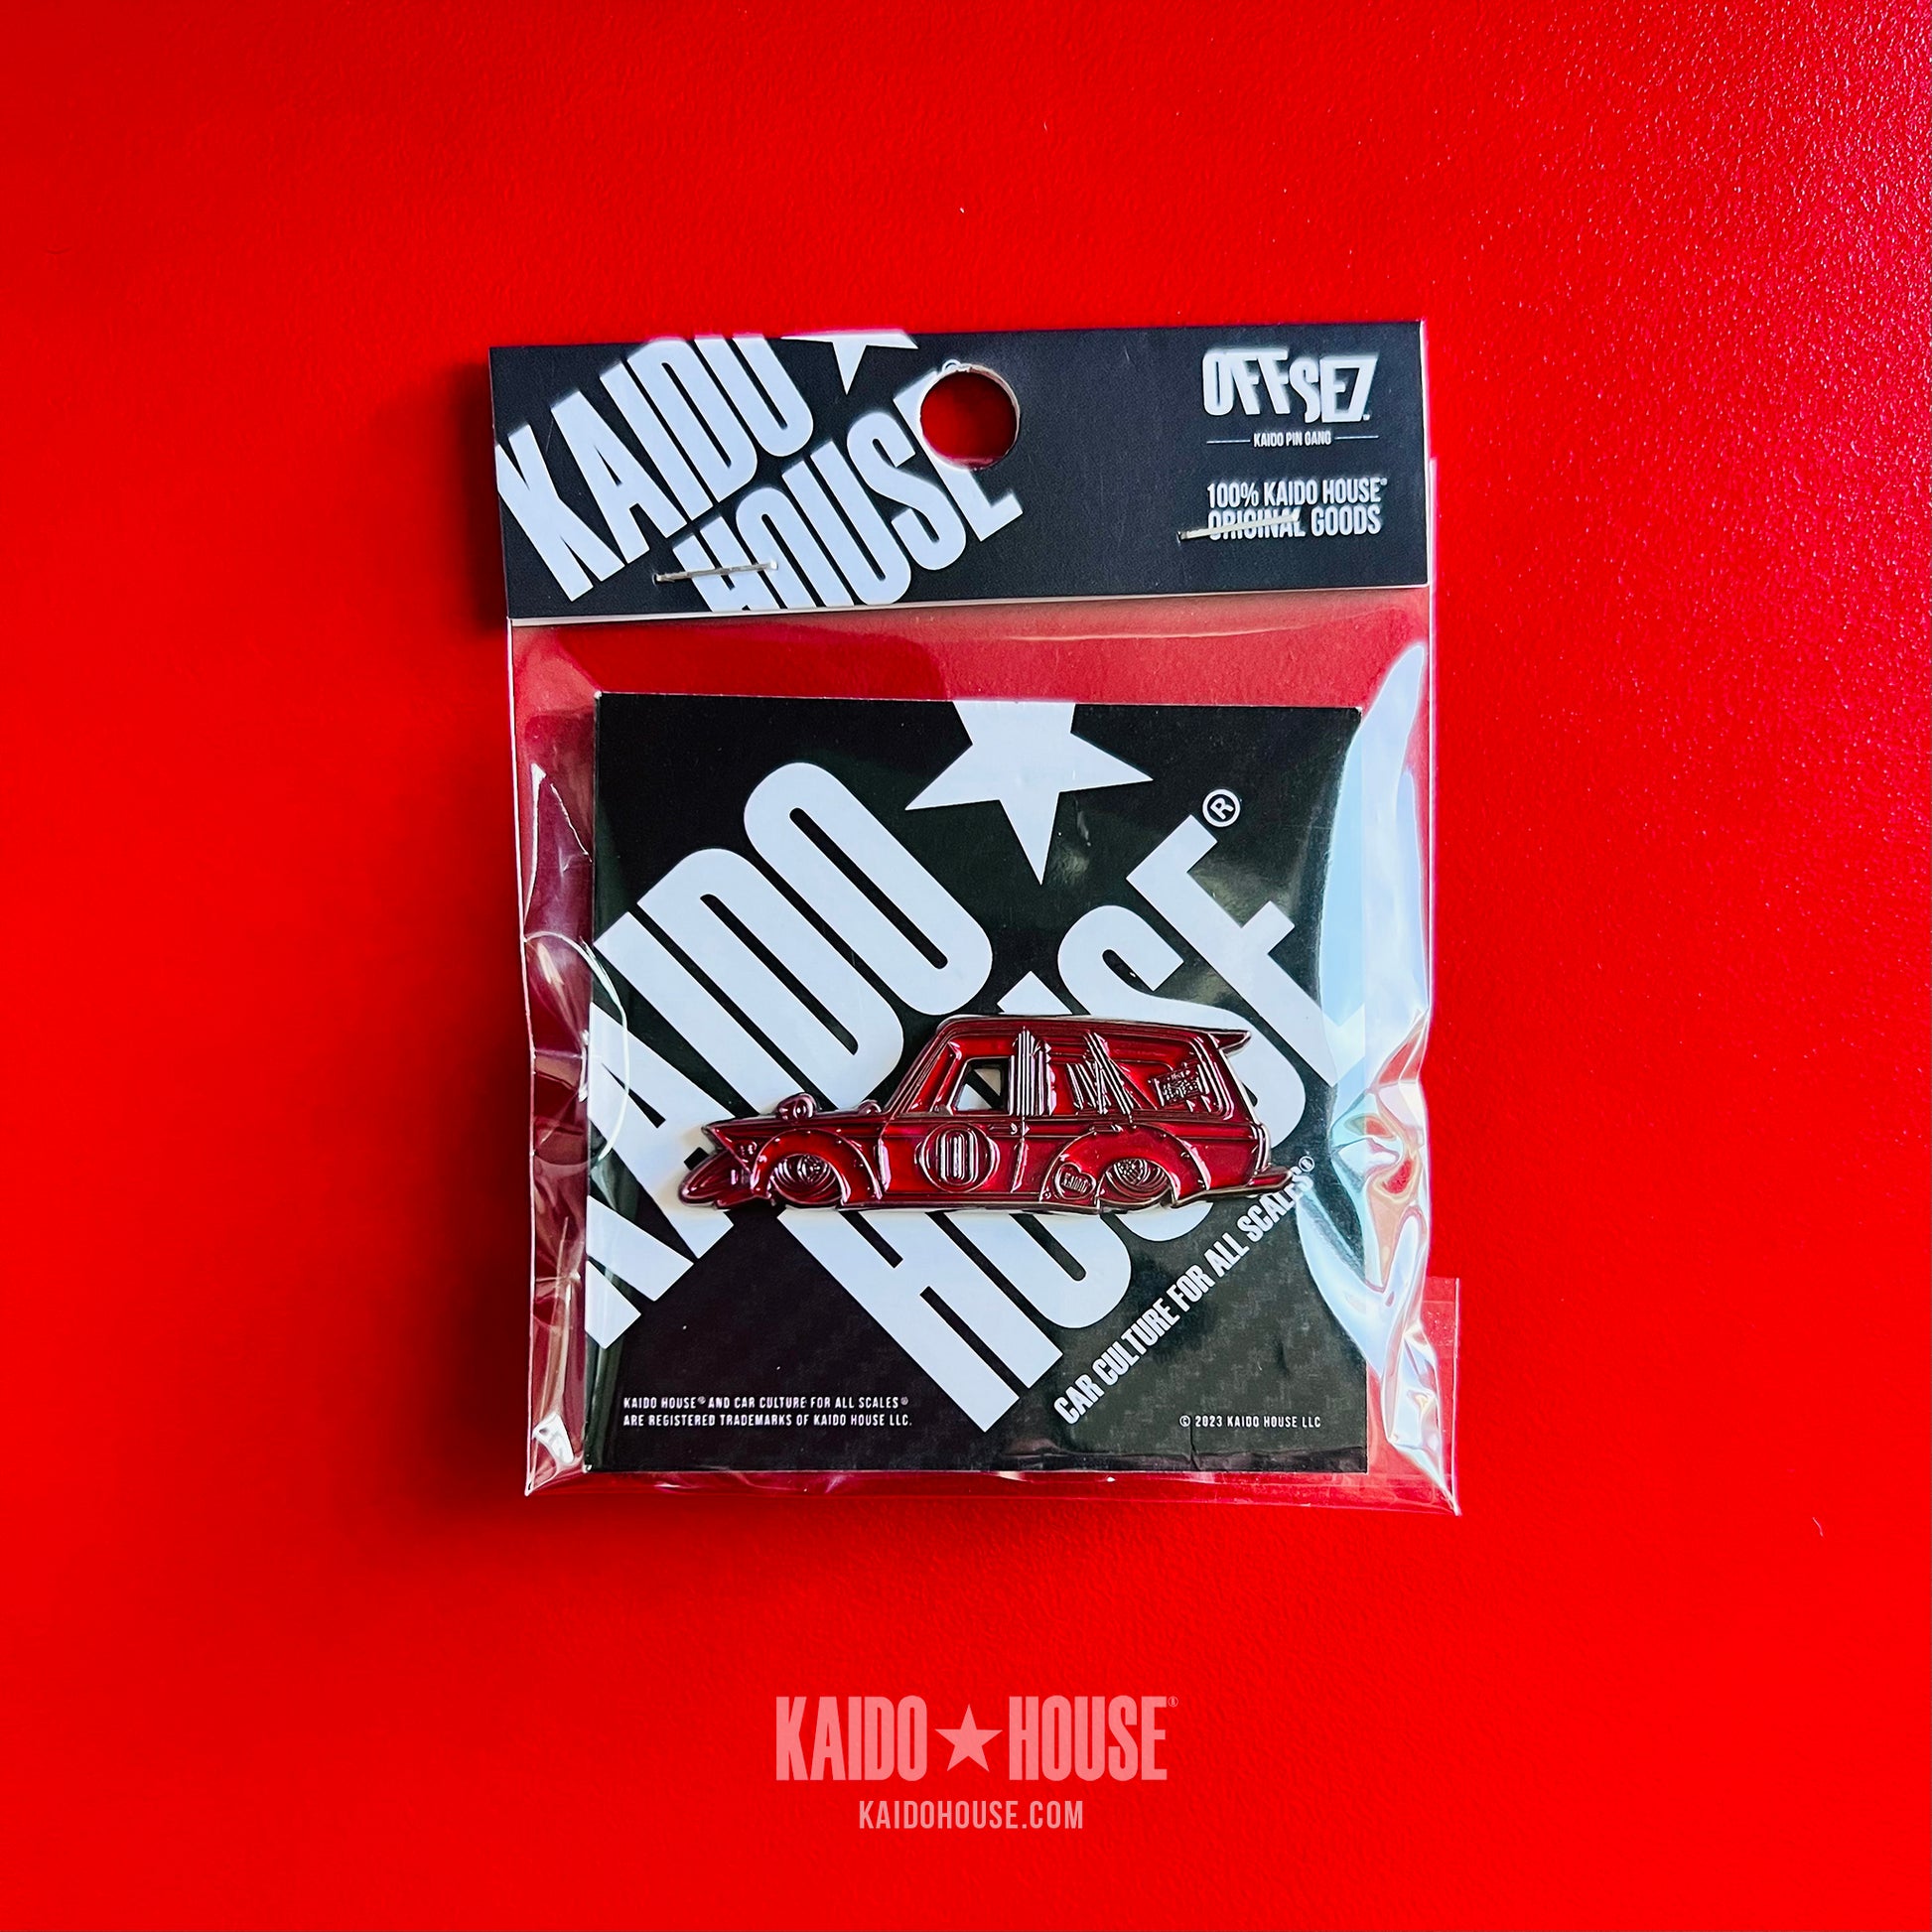 KAIDO★
HOUSE
OFFSEZ
KAIDO PIN GANG
100% KAIDO HOUSE®
ORIGINAL GOODS
KAIDO★
HOUSE®
0
KAIDO
CAR CULTURE FOR ALL SCALES®
KAIDO HOUSE® AND CAR CULTURE FOR ALL SCALES®
ARE REGISTERED TRADEMARKS OF KAIDO HOUSE LLC.
© 2023 KAIDO HOUSE LLC
KAIDO★HOUSE®
KAIDOHOUSE.COM